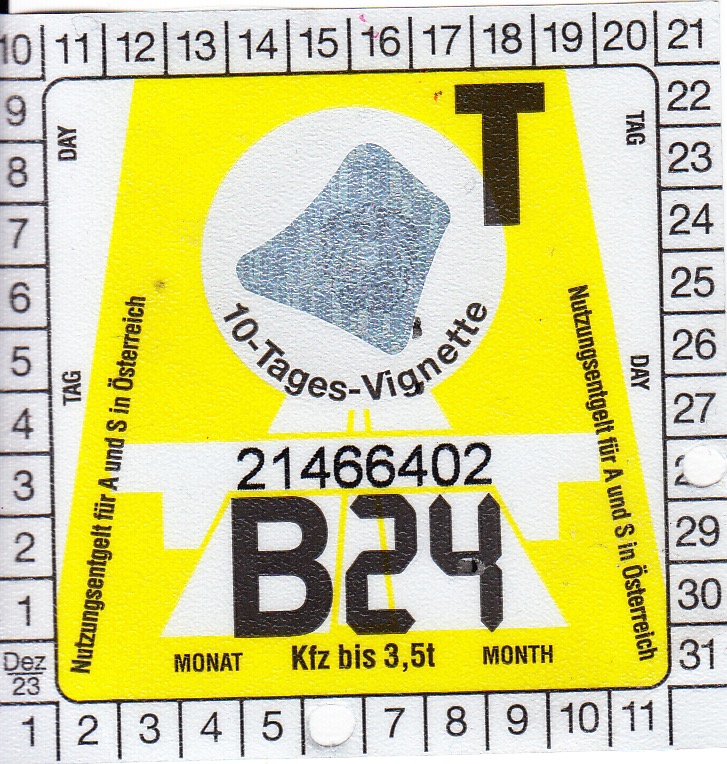 10 11 12 13 14 15 16 17 18 19 20 21
9
8
7
6
5
4
3
2
1
Dez
23
22
23
24
25
26
27
29
30
31
1 2 3 4 5 7 8 9 10 11
DAY
TAG
TAG
DAY
T
10-Tages-Vignette
Nutzungsentgelt für A und S in Österreich
Nutzungsentgelt für A und S in Österreich
21466402
B24
MONAT Kfz bis 3,5t MONTH